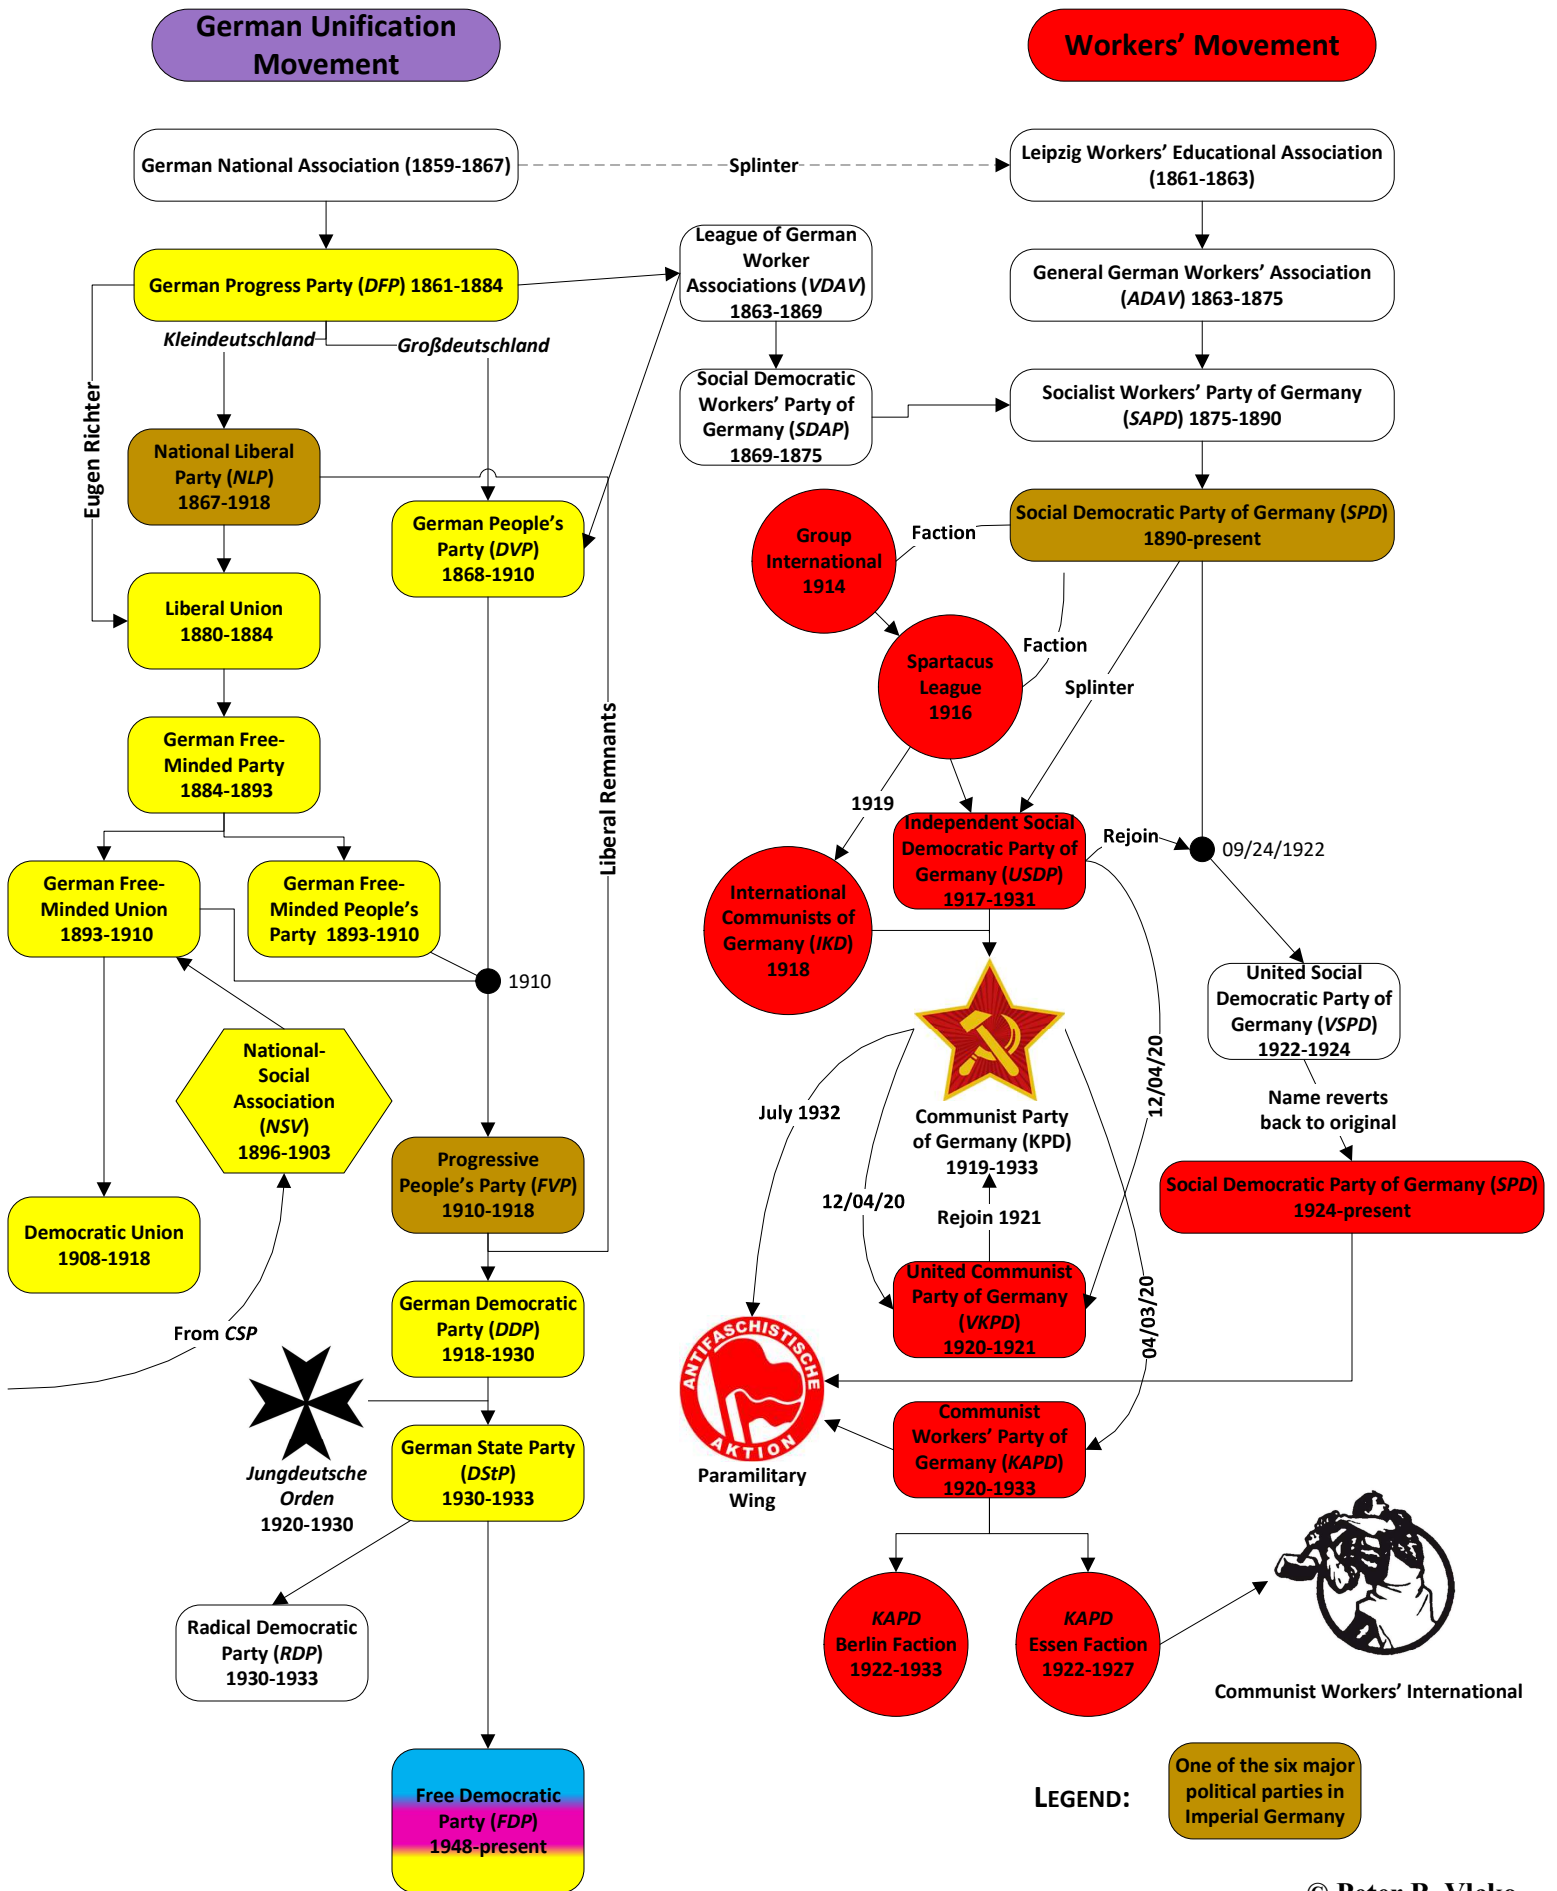 German Unification
Movement
Workers' Movement
German National Association (1859-1867)
Splinter
Leipzig Workers' Educational Association
(1861-1863)
League of German
Worker
Associations (VDAV)
1863-1869
German Progress Party (DFP) 1861-1884
General German Workers' Association
(ADAV) 1863-1875
Kleindeutschland
Großdeutschland
Eugen Richter
Social Democratic
Workers' Party of
Germany (SDAP)
1869-1875
Socialist Workers' Party of Germany
(SAPD) 1875-1890
National Liberal
Party (NLP)
1867-1918
German People's
Party (DVP)
1868-1910
Group
International
1914
Faction
Social Democratic Party of Germany (SPD)
1890-present
Liberal Union
1880-1884
Spartacus
League
1916
Faction
Splinter
German Free-
Minded Party
1884-1893
Liberal Remnants
1919
Independent Social
Democratic Party of
Germany (USDP)
1917-1931
Rejoin
09/24/1922
German Free-
Minded Union
1893-1910
German Free-
Minded People's
Party 1893-1910
International
Communists of
Germany (IKD)
1918
1910
United Social
Democratic Party of
Germany (VSPD)
1922-1924
National-
Social
Association
(NSV)
1896-1903
July 1932
12/04/20
12/04/20
Communist Party
of Germany (KPD)
1919-1933
Name reverts
back to original
Progressive
People's Party (FVP)
1910-1918
Rejoin 1921
Social Democratic Party of Germany (SPD)
1924-present
Democratic Union
1908-1918
From CSP
German Democratic
Party (DDP)
1918-1930
United Communist
Party of Germany
(VKPD)
1920-1921
04/03/20
ANTIFASCHISTISCHE
AKTION
Paramilitary
Wing
Communist
Workers' Party of
Germany (KAPD)
1920-1933
Jungdeutsche
Orden
1920-1930
German State Party
(DStP)
1930-1933
Radical Democratic
Party (RDP)
1930-1933
KAPD
Berlin Faction
1922-1933
KAPD
Essen Faction
1922-1927
Communist Workers' International
Free Democratic
Party (FDP)
1948-present
LEGEND:
One of the six major
political parties in
Imperial Germany
© Peter R. Vlcko